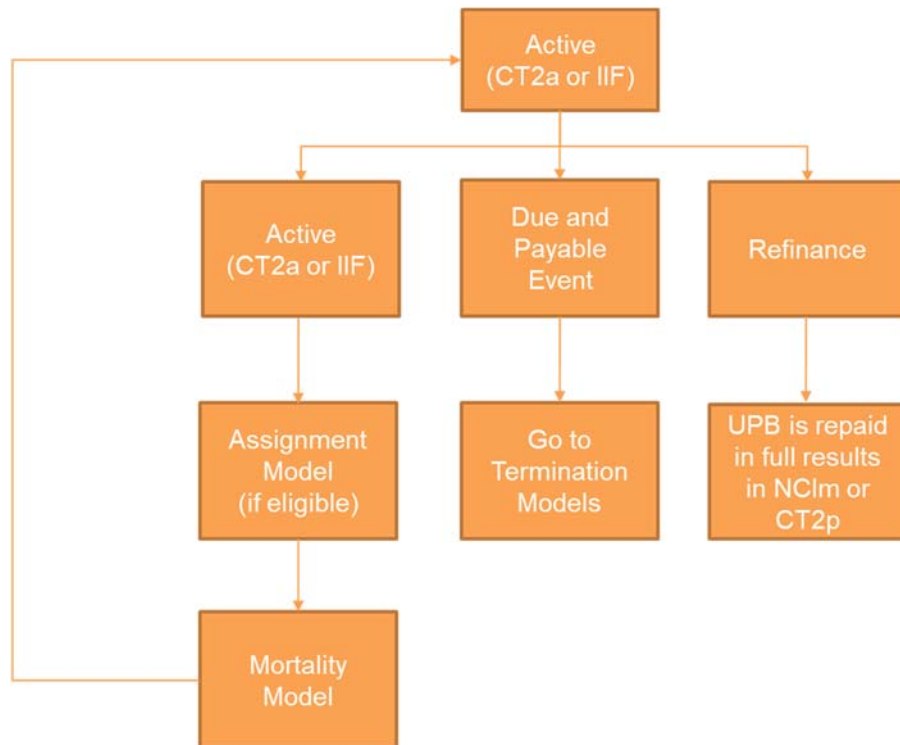 Active
(CT2a or IIF)
Active
(CT2a or IIF)
Due and
Payable
Event
Refinance
Assignment
Model
(if eligible)
Go to
Termination
Models
UPB is repaid
in full results
in NClm or
CT2p
Mortality
Model